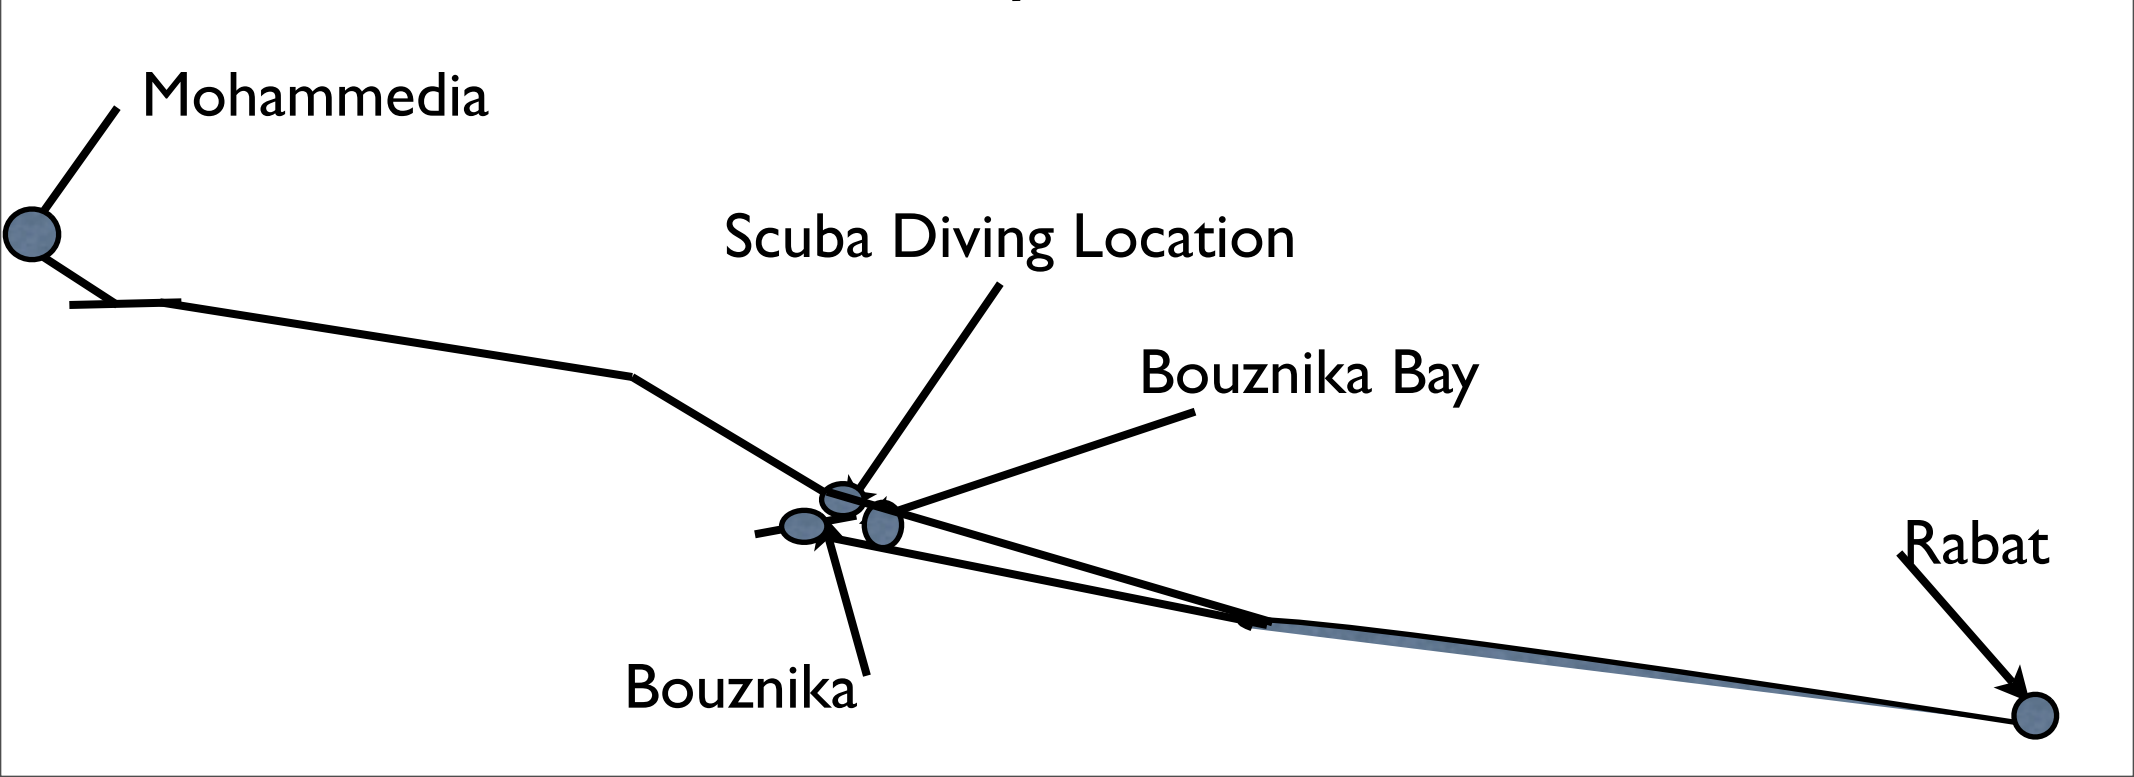 Mohammedia
Scuba Diving Location
Bouznika Bay
Rabat
Bouznika